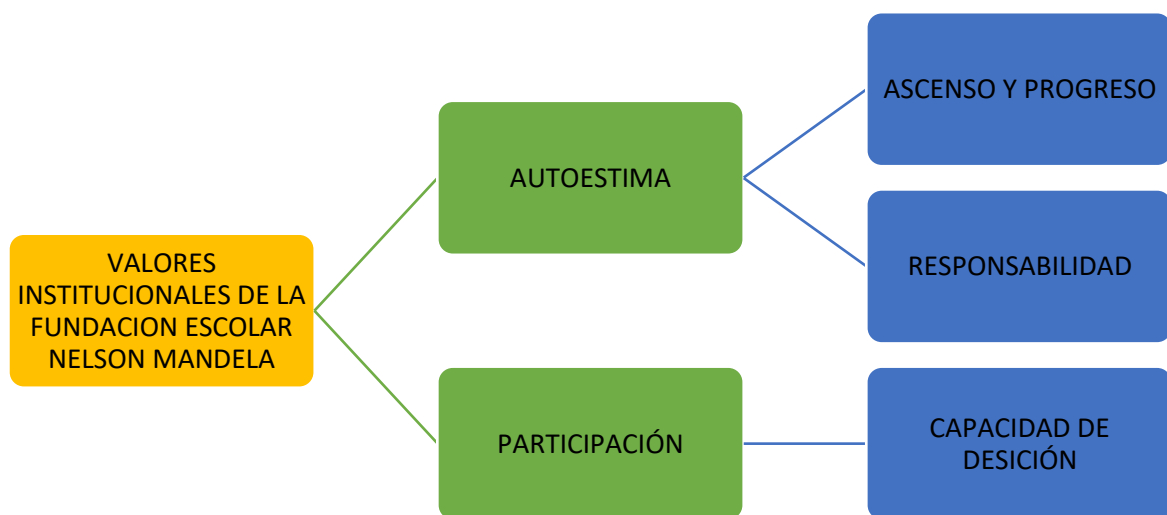 VALORES
INSTITUCIONALES DE LA
FUNDACION ESCOLAR
NELSON MANDELA
AUTOESTIMA
ASCENSO Y PROGRESO
RESPONSABILIDAD
PARTICIPACIÓN
CAPACIDAD DE
DESICIÓN